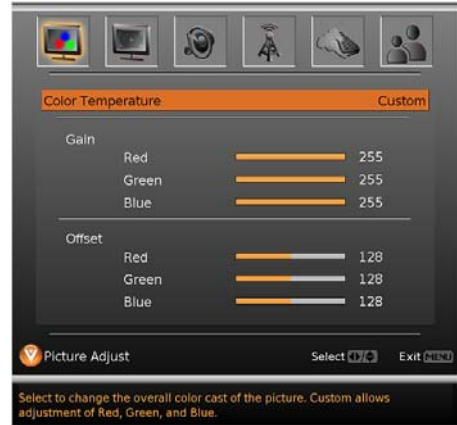 Color Temperature Custom
Gain
Red 255
Green 255
Blue 255
Offset
Red 128
Green 128
Blue 128
Picture Adjust Select Exit MENU
Select to change the overall color cast of the picture. Custom allows
adjustment of Red, Green, and Blue.